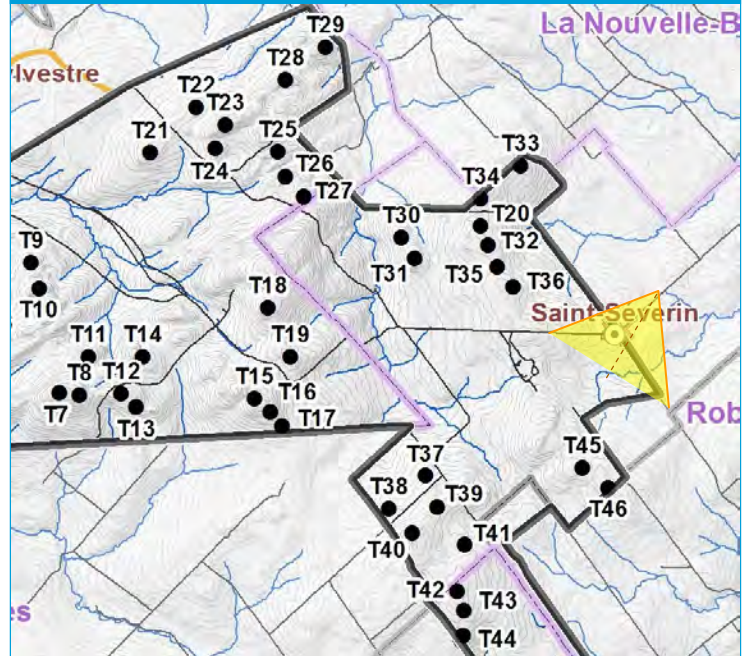 T29
La Nouvelle-B
lvestre
T28
T22
T23
T21
T25
T24
T33
T26
T34
T27
T30
T20
T9
T32
T31
T35
T36
T10
T18
Saint-Séverin
T11
T14
T19
T8
T12
T15
T16
T7
T13
T17
Rob
T45
T37
T38
T39
T46
T40
T41
T42
T43
es
T44